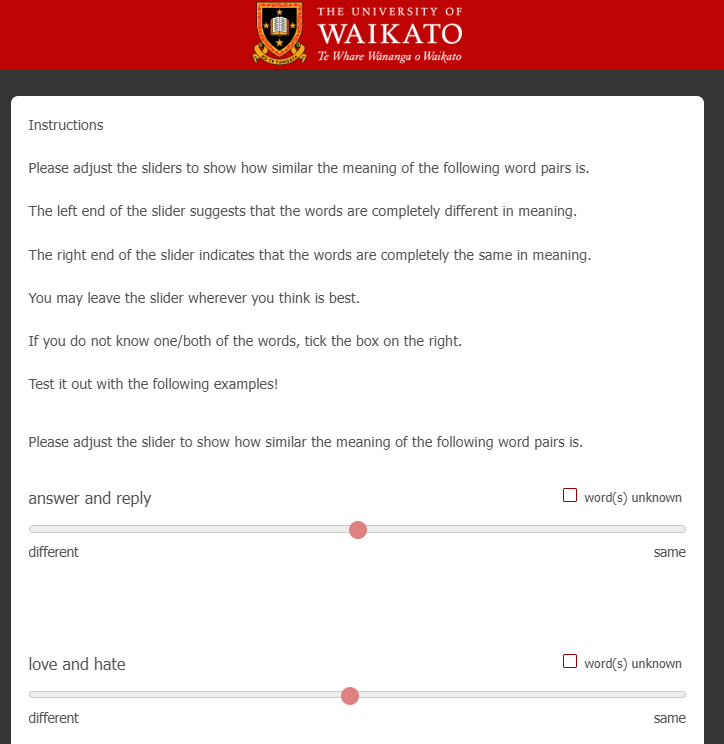 THE UNIVERSITY OF
WAIKATO
Te Whare Wānanga o Waikato
Instructions
Please adjust the sliders to show how similar the meaning of the following word pairs is.
The left end of the slider suggests that the words are completely different in meaning.
The right end of the slider indicates that the words are completely the same in meaning.
You may leave the slider wherever you think is best.
If you do not know one/both of the words, tick the box on the right.
Test it out with the following examples!
Please adjust the slider to show how similar the meaning of the following word pairs is.
answer and reply word(s) unknown
different same
love and hate word(s) unknown
different same